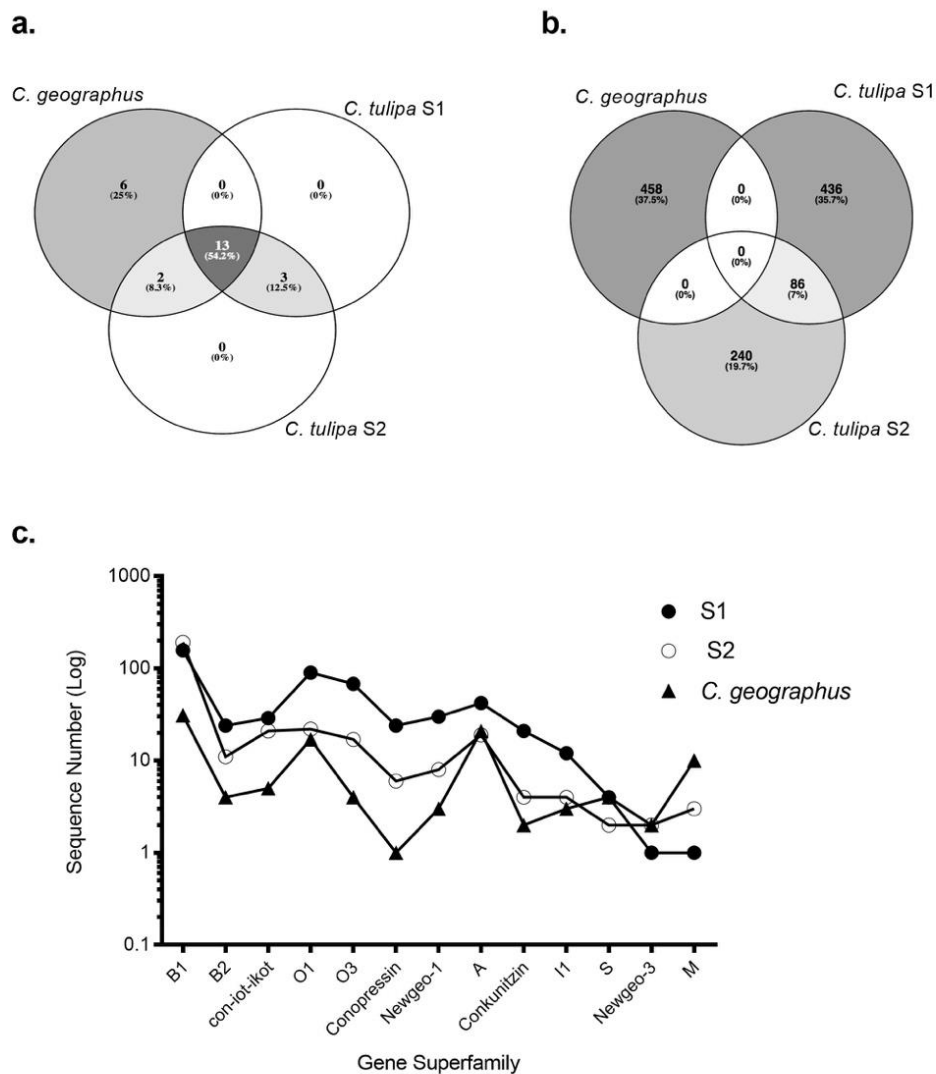 a.
C. geographus
C. tulipa S1
6
(25%)
0
(0%)
0
(0%)
13
(54.2%)
2
(8.3%)
3
(12.5%)
0
(0%)
C. tulipa S2
b.
C. geographus
C. tulipa S1
458
(37.5%)
0
(0%)
436
(35.7%)
0
(0%)
0
(0%)
86
(7%)
240
(19.7%)
C. tulipa S2
c.
Sequence Number (Log)
1000
100
10
1
0.1
S1
S2
C. geographus
B1
B2
con-iot-ikot
O1
O3
Conopressin
Newgeo-1
A
Conkunitzin
I1
S
Newgeo-3
M
Gene Superfamily